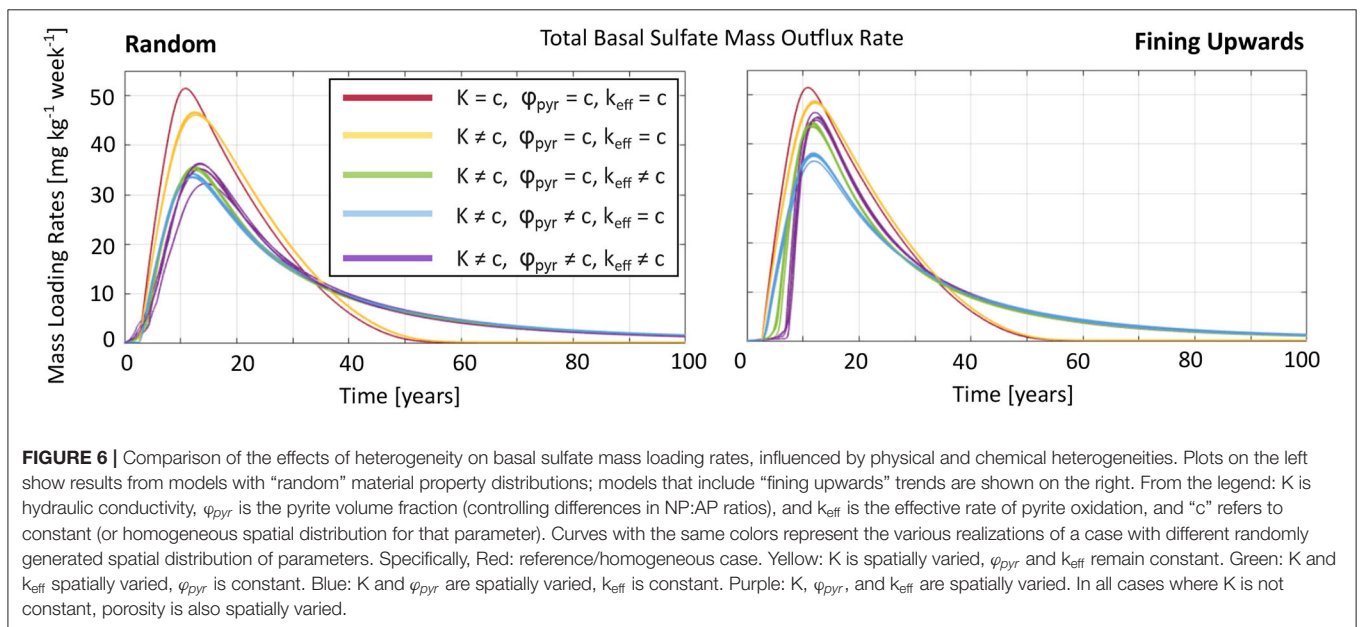 Random
Total Basal Sulfate Mass Outflux Rate
Fining Upwards
Mass Loading Rates [mg kg⁻¹ week⁻¹]
50
40
30
20
10
0
K = c, φpyr = c, keff = c
K ≠ c, φpyr = c, keff = c
K ≠ c, φpyr = c, keff ≠ c
K ≠ c, φpyr ≠ c, keff = c
K ≠ c, φpyr ≠ c, keff ≠ c
0 20 40 60 80 100
Time [years]
0 20 40 60 80 100
Time [years]
FIGURE 6 | Comparison of the effects of heterogeneity on basal sulfate mass loading rates, influenced by physical and chemical heterogeneities. Plots on the left
show results from models with “random” material property distributions; models that include “fining upwards” trends are shown on the right. From the legend: K is
hydraulic conductivity, φpyr is the pyrite volume fraction (controlling differences in NP:AP ratios), and keff is the effective rate of pyrite oxidation, and “c” refers to
constant (or homogeneous spatial distribution for that parameter). Curves with the same colors represent the various realizations of a case with different randomly
generated spatial distribution of parameters. Specifically, Red: reference/homogeneous case. Yellow: K is spatially varied, φpyr and keff remain constant. Green: K and
keff spatially varied, φpyr is constant. Blue: K and φpyr are spatially varied, keff is constant. Purple: K, φpyr, and keff are spatially varied. In all cases where K is not
constant, porosity is also spatially varied.